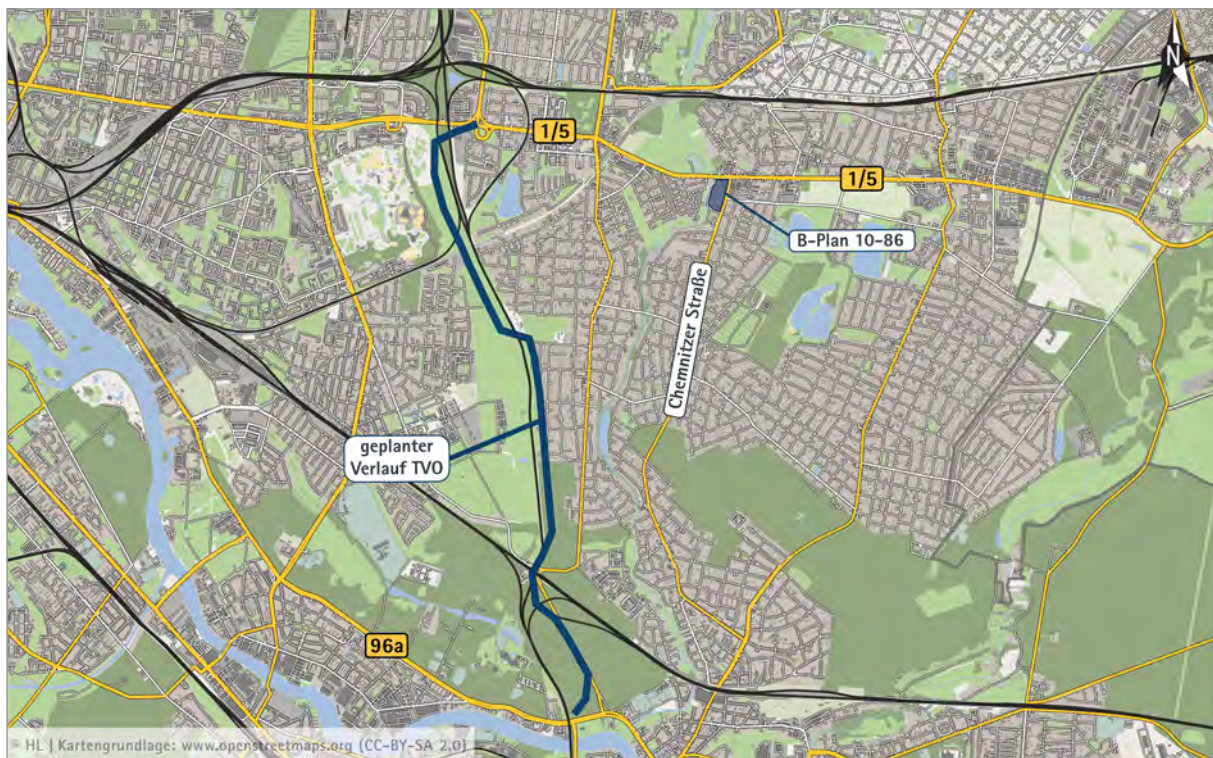 N
1/5
1/5
B-Plan 10-86
Chemnitzer Straße
geplanter
Verlauf TVO
96a
© HL | Kartengrundlage: www.openstreetmaps.org (CC-BY-SA 2.0)